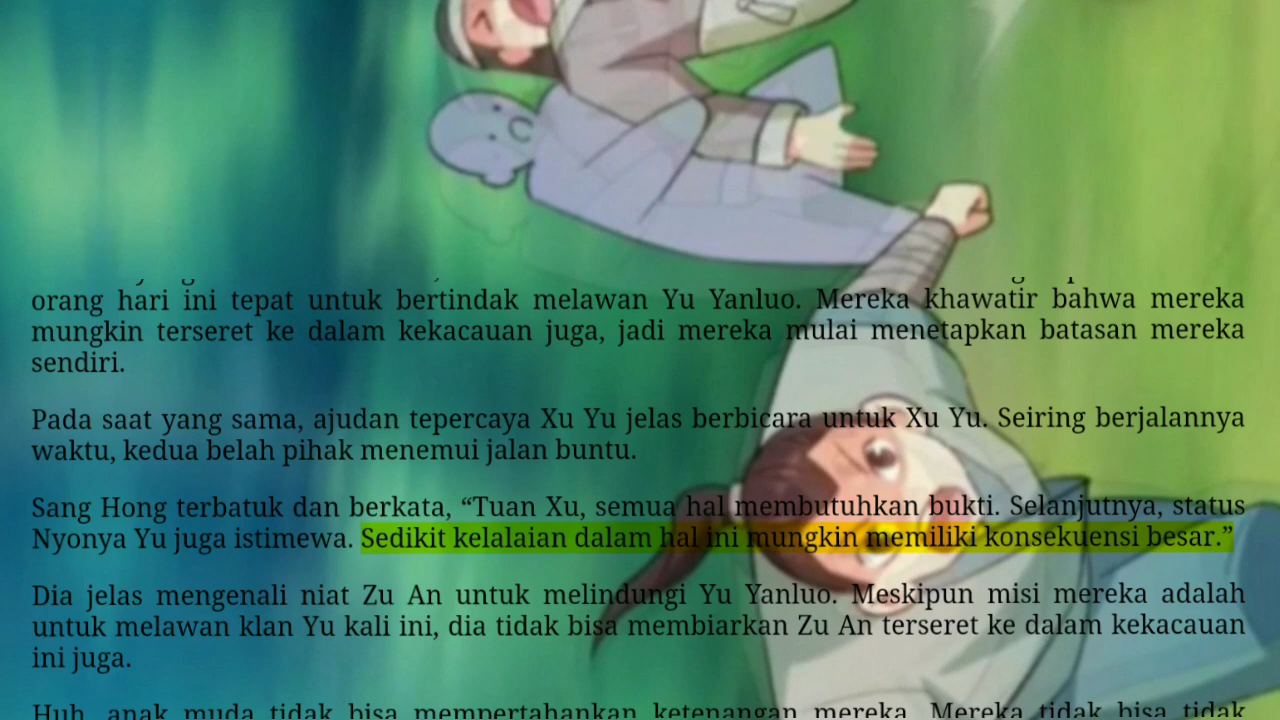 orang hari ini tepat untuk bertindak melawan Yu Yanluo. Mereka khawatir bahwa mereka
mungkin terseret ke dalam kekacauan juga, jadi mereka mulai menetapkan batasan mereka
sendiri.
Pada saat yang sama, ajudan tepercaya Xu Yu jelas berbicara untuk Xu Yu. Seiring berjalannya
waktu, kedua belah pihak menemui jalan buntu.
Sang Hong terbatuk dan berkata, “Tuan Xu, semua hal membutuhkan bukti. Selanjutnya, status
Nyonya Yu juga istimewa. Sedikit kelalaian dalam hal ini mungkin memiliki konsekuensi besar.”
Dia jelas mengenali niat Zu An untuk melindungi Yu Yanluo. Meskipun misi mereka adalah
untuk melawan klan Yu kali ini, dia tidak bisa membiarkan Zu An terseret ke dalam kekacauan
ini juga.
Huh, anak muda tidak bisa mempertahankan ketenangan mereka. Mereka tidak bisa tidak